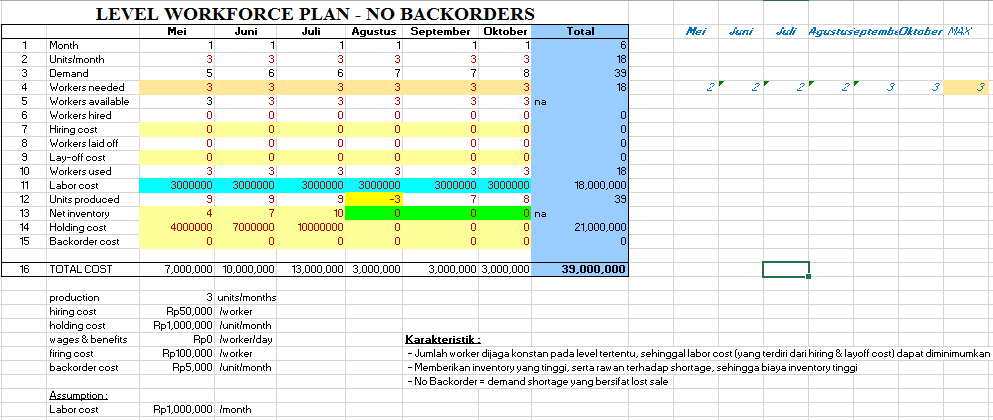 LEVEL WORKFORCE PLAN - NO BACKORDERS
Mei Juni Juli Agustus September Oktober Total Mei Juni Juli Agustus Septembe Oktober MAX
1 Month 1 1 1 1 1 1 6
2 Units/month 3 3 3 3 3 3 18
3 Demand 5 6 6 7 7 8 39
4 Workers needed 3 3 3 3 3 3 18 2 2 2 2 3 3 3
5 Workers available 3 3 3 3 3 3 na
6 Workers hired 0 0 0 0 0 0 0
7 Hiring cost 0 0 0 0 0 0 0
8 Workers laid off 0 0 0 0 0 0 0
9 Lay-off cost 0 0 0 0 0 0 0
10 Workers used 3 3 3 3 3 3 18
11 Labor cost 3000000 3000000 3000000 3000000 3000000 3000000 18,000,000
12 Units produced 9 9 9 -3 7 8 39
13 Net inventory 4 7 10 0 0 0 na
14 Holding cost 4000000 7000000 10000000 0 0 0 21,000,000
15 Backorder cost 0 0 0 0 0 0 0
16 TOTAL COST 7,000,000 10,000,000 13,000,000 3,000,000 3,000,000 3,000,000 39,000,000
production 3 units/months
hiring cost Rp50,000 /worker
holding cost Rp1,000,000 /unit/month
wages & benefits Rp0 /worker/day
firing cost Rp100,000 /worker
backorder cost Rp5,000 /unit/month
Karakteristik :
- Jumlah worker dijaga konstan pada level tertentu, sehinggal labor cost (yang terdiri dari hiring & layoff cost) dapat diminimumkan
- Memberikan inventory yang tinggi, serta rawan terhadap shortage, sehingga biaya inventory tinggi
- No Backorder = demand shortage yang bersifat lost sale
Assumption :
Labor cost Rp1,000,000 /month